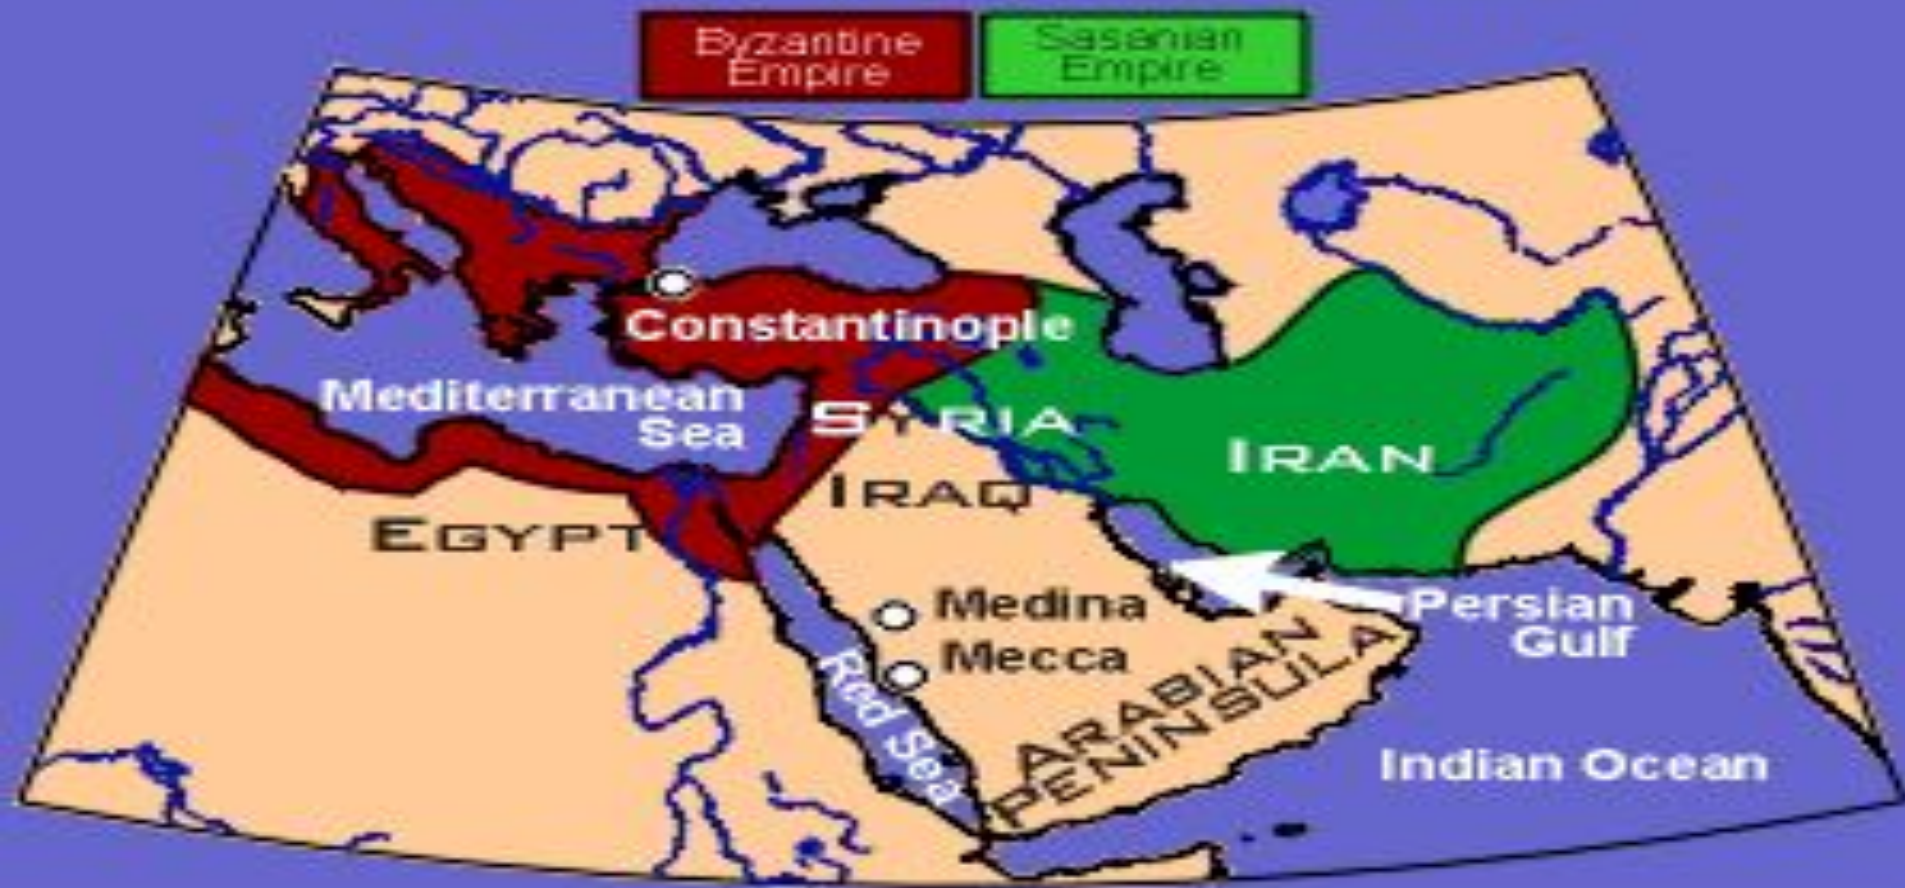 Byzantine
Empire
Sasanian
Empire
Constantinople
Mediterranean
Sea
SYRIA
IRAN
IRAQ
EGYPT
Medina
Mecca
Persian
Gulf
Red Sea
ARABIAN
PENINSULA
Indian Ocean